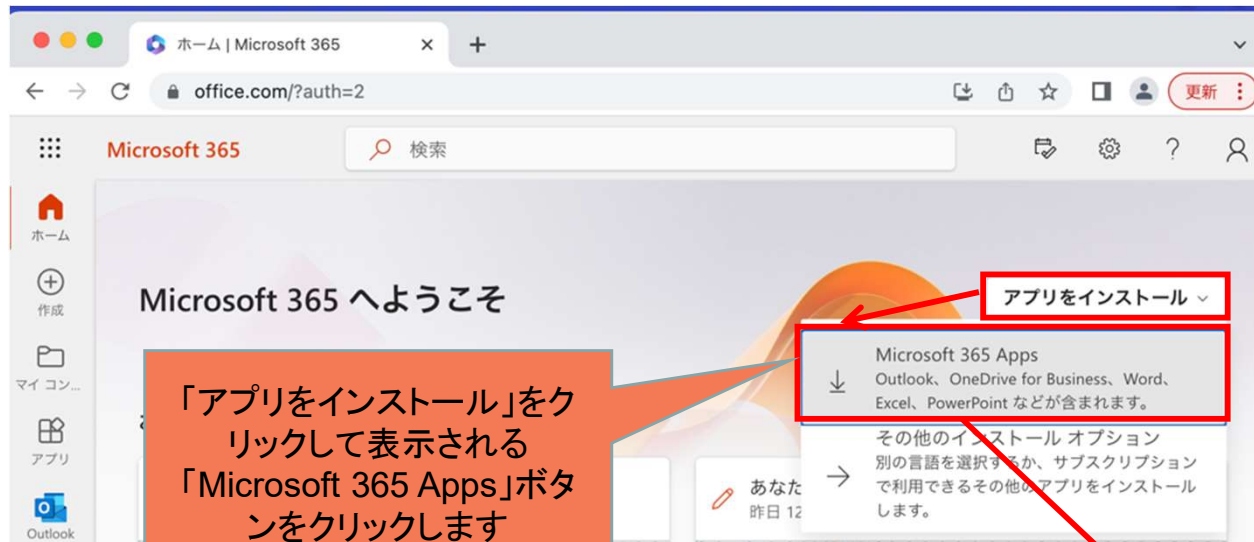 ホーム | Microsoft 365
office.com/?auth=2
更新
Microsoft 365
検索
ホーム
作成
マイ コン...
アプリ
Outlook
Microsoft 365 へようこそ
アプリをインストール
Microsoft 365 Apps
Outlook、OneDrive for Business、Word、
Excel、PowerPoint などが含まれます。
その他のインストール オプション
別の言語を選択するか、サブスクリプション
で利用できるその他のアプリをインストール
します。
「アプリをインストール」をク
リックして表示される
「Microsoft 365 Apps」ボタ
ンをクリックします
あなた
昨日 12